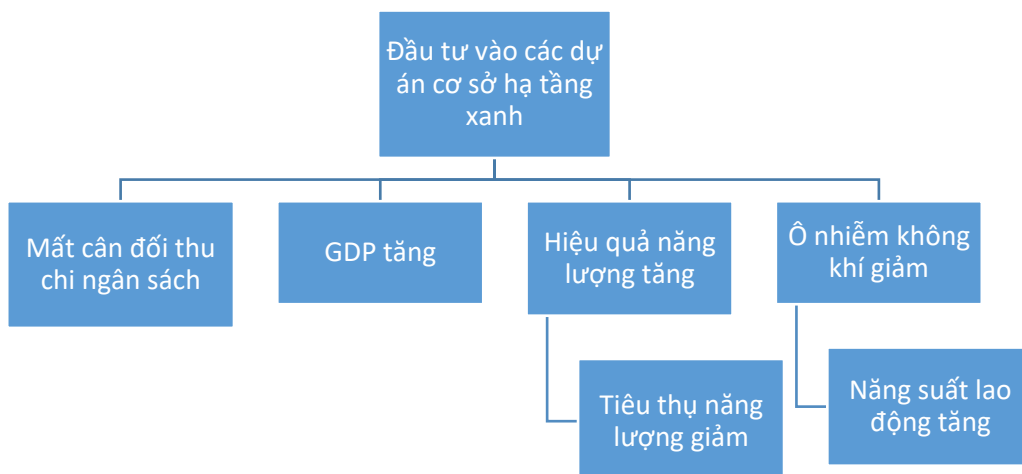 Đầu tư vào các dự
án cơ sở hạ tầng
xanh
Mất cân đối thu
chi ngân sách
GDP tăng
Hiệu quả năng
lượng tăng
Ô nhiễm không
khí giảm
Tiêu thụ năng
lượng giảm
Năng suất lao
động tăng